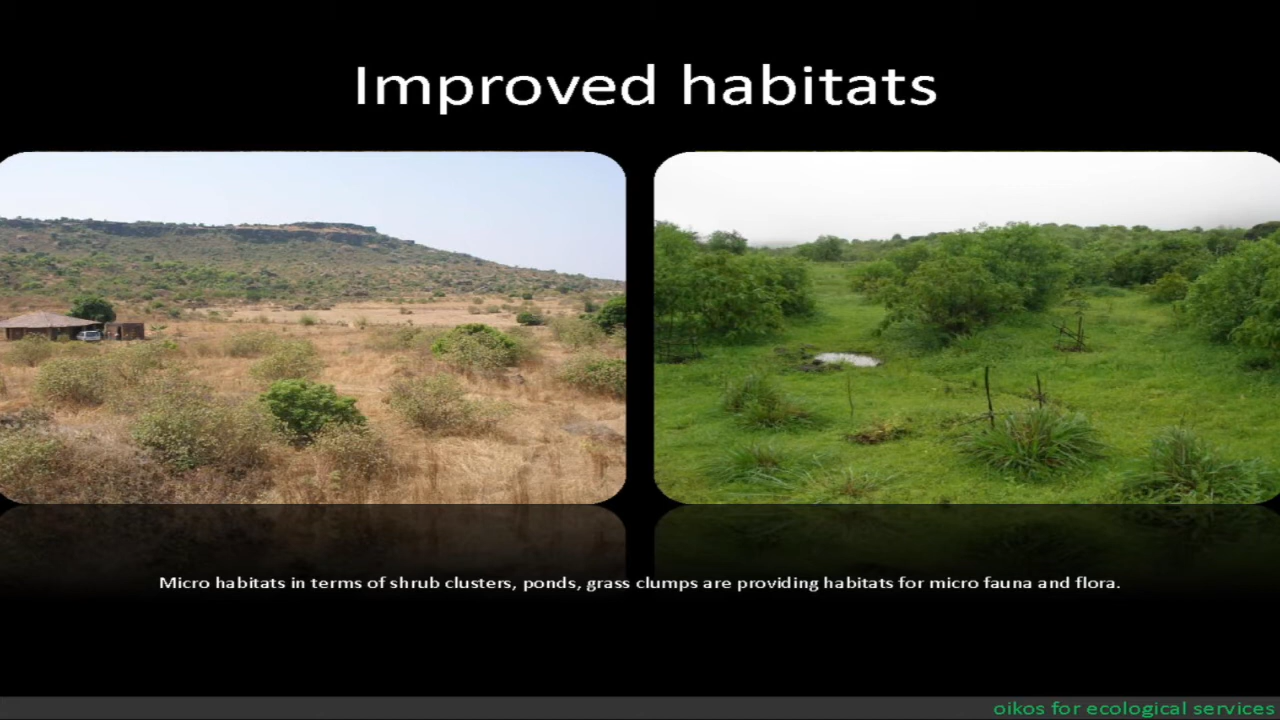 Improved habitats
Micro habitats in terms of shrub clusters, ponds, grass clumps are providing habitats for micro fauna and flora.
oikos for ecological services